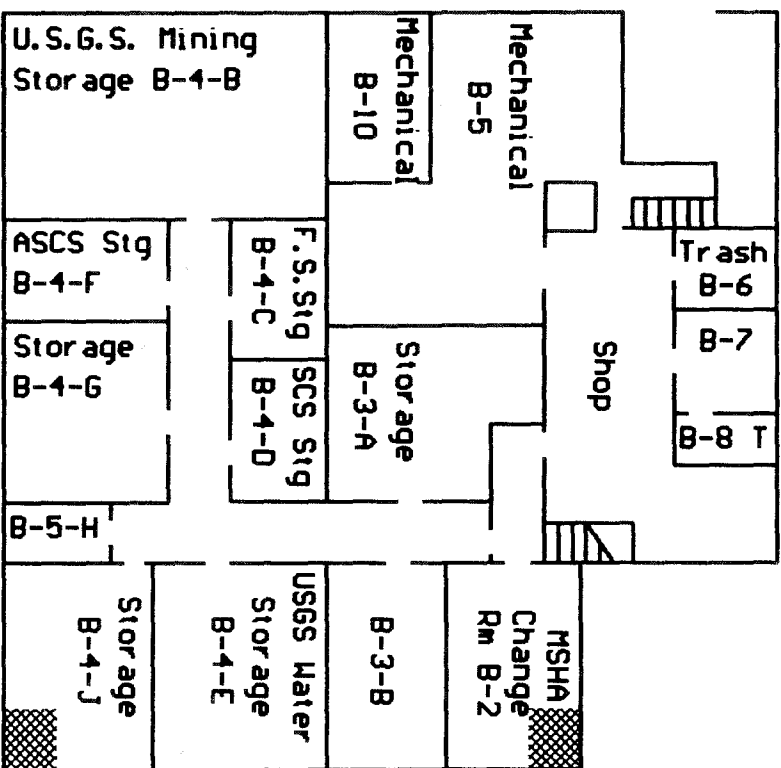 U.S.G.S. Mining
Storage B-4-B
Mechanical
B-10
Mechanical
B-5
ASCS Stg
B-4-F
F.S.Stg
B-4-C
Trash
B-6
Storage
B-4-G
SCS Stg
B-4-D
Storage
B-3-A
Shop
B-7
B-8 T
B-5-H
Storage
B-4-J
USGS Water
Storage
B-4-E
B-3-B
MSHA
Change
Rm B-2